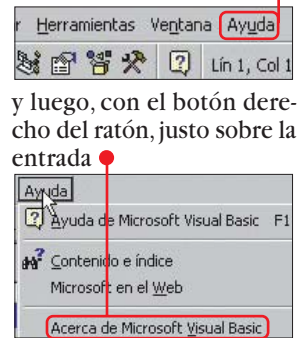 r Herramientas Ventana Ayuda
Lín 1, Col 1
y luego, con el botón dere-
cho del ratón, justo sobre la
entrada
Ayuda
Ayuda de Microsoft Visual Basic F1
Contenido e índice
Microsoft en el Web
Acerca de Microsoft Visual Basic